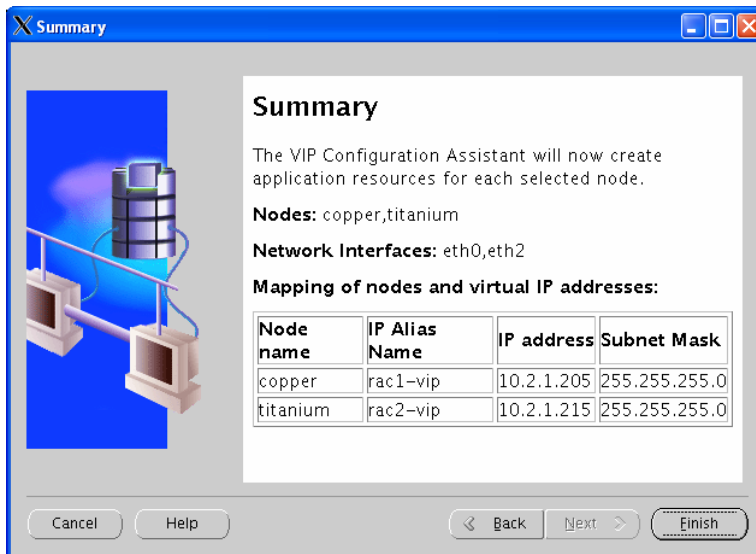 Summary
Summary
The VIP Configuration Assistant will now create
application resources for each selected node.
Nodes: copper,titanium
Network Interfaces: eth0,eth2
Mapping of nodes and virtual IP addresses:
Node name IP Alias Name IP address Subnet Mask
copper rac1-vip 10.2.1.205 255.255.255.0
titanium rac2-vip 10.2.1.215 255.255.255.0
Cancel Help Back Next Finish